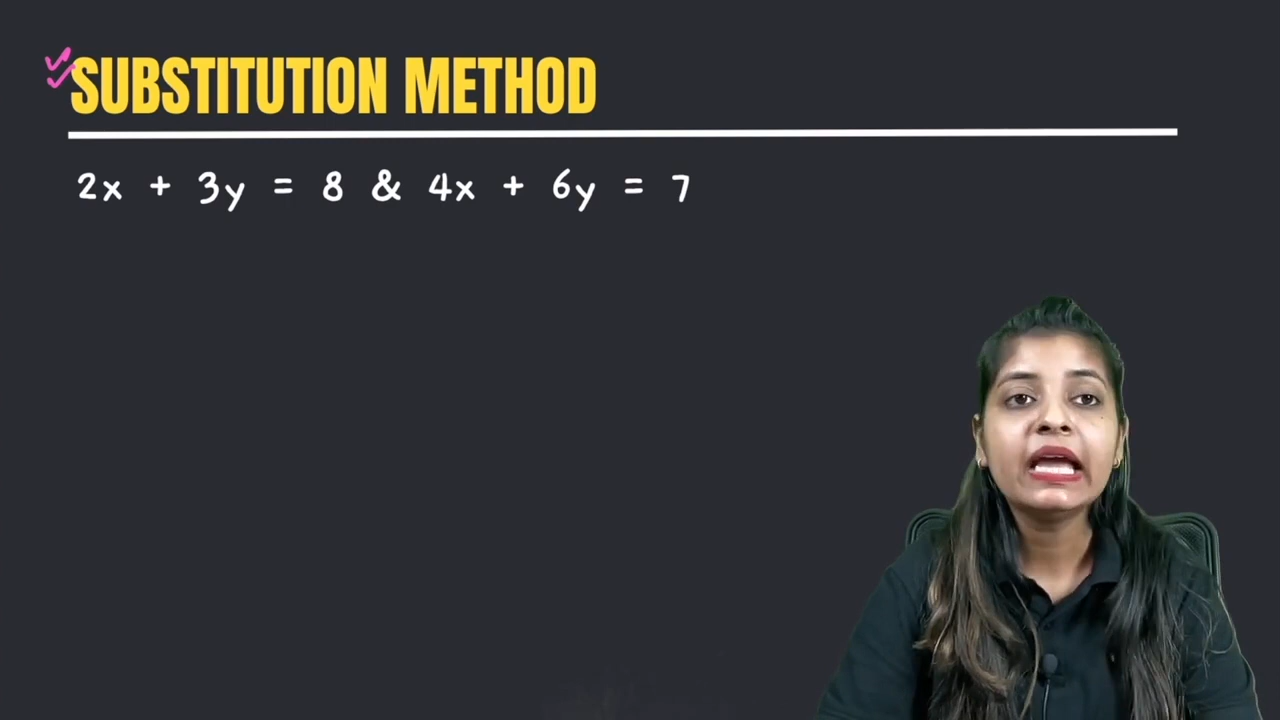 SUBSTITUTION METHOD
2x + 3y = 8 & 4x + 6y = 7